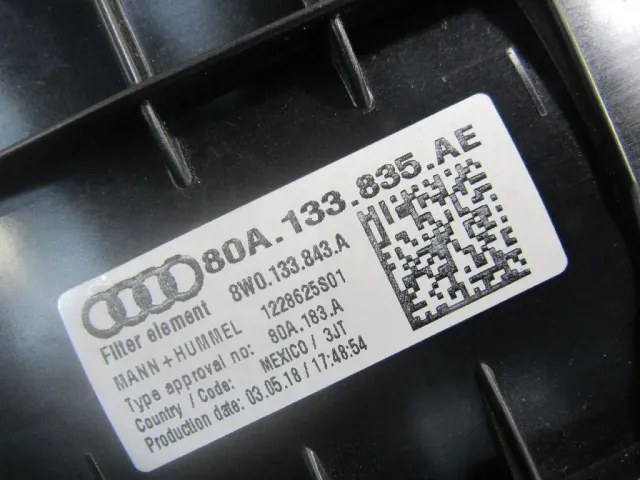 80A.133.835.AE
Filter element 8W0.133.843.A
MANN+HUMMEL 1228625S01
Type approval no: 80A.183.A
Country / Code: MEXICO / 3JT
Production date: 03.05.18 / 17:48:54